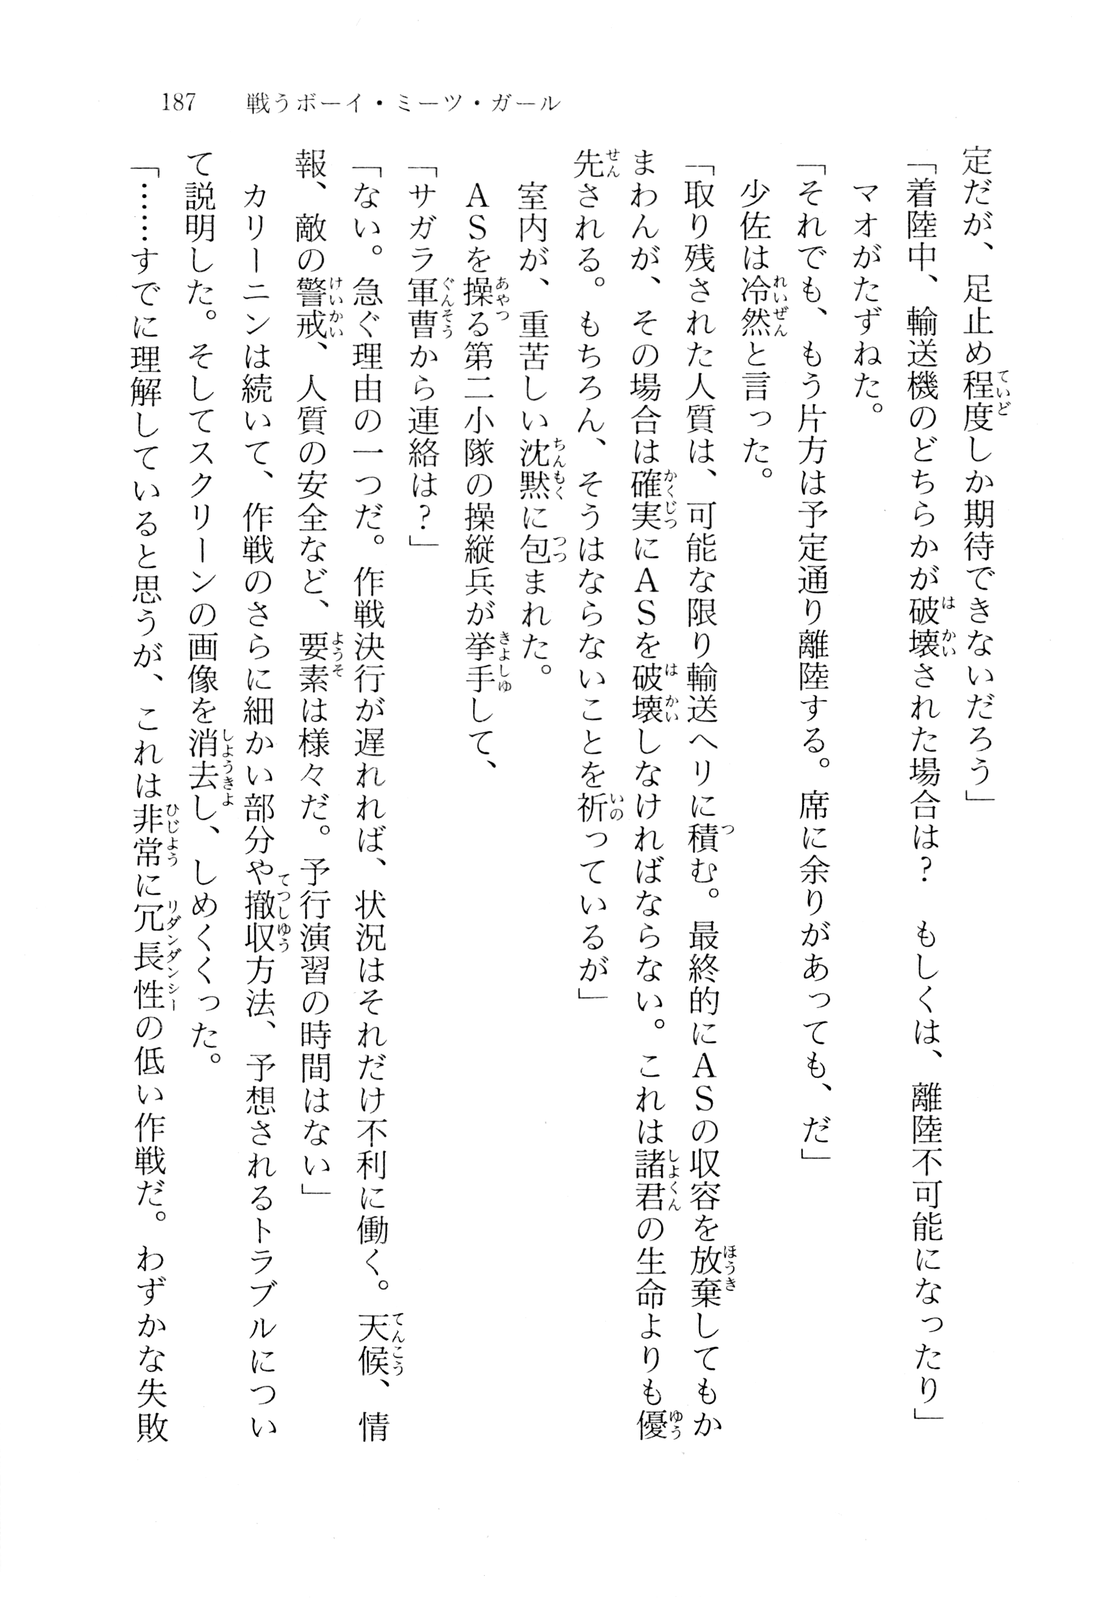 187　戦うボーイ・ミーツ・ガール
定だが、足止め程度しか期待できないだろう」
「着陸中、輸送機のどちらかが破壊された場合は？　もしくは、離陸不可能になったり」
　マオがたずねた。
「それでも、もう片方は予定通り離陸する。席に余りがあっても、だ」
　少佐は冷然と言った。
「取り残された人質は、可能な限り輸送ヘリに積む。最終的にＡＳの収容を放棄してもか
まわんが、その場合は確実にＡＳを破壊しなければならない。これは諸君の生命よりも優
先される。もちろん、そうはならないことを祈っているが」
　室内が、重苦しい沈黙に包まれた。
　ＡＳを操る第二小隊の操縦兵が挙手して、
「サガラ軍曹から連絡は？」
「ない。急ぐ理由の一つだ。作戦決行が遅れれば、状況はそれだけ不利に働く。天候、情
報、敵の警戒、人質の安全など、要素は様々だ。予行演習の時間はない」
　カリーニンは続いて、作戦のさらに細かい部分や撤収方法、予想されるトラブルについ
て説明した。そしてスクリーンの画像を消去し、しめくくった。
「……すでに理解していると思うが、これは非常に冗長性の低い作戦だ。わずかな失敗